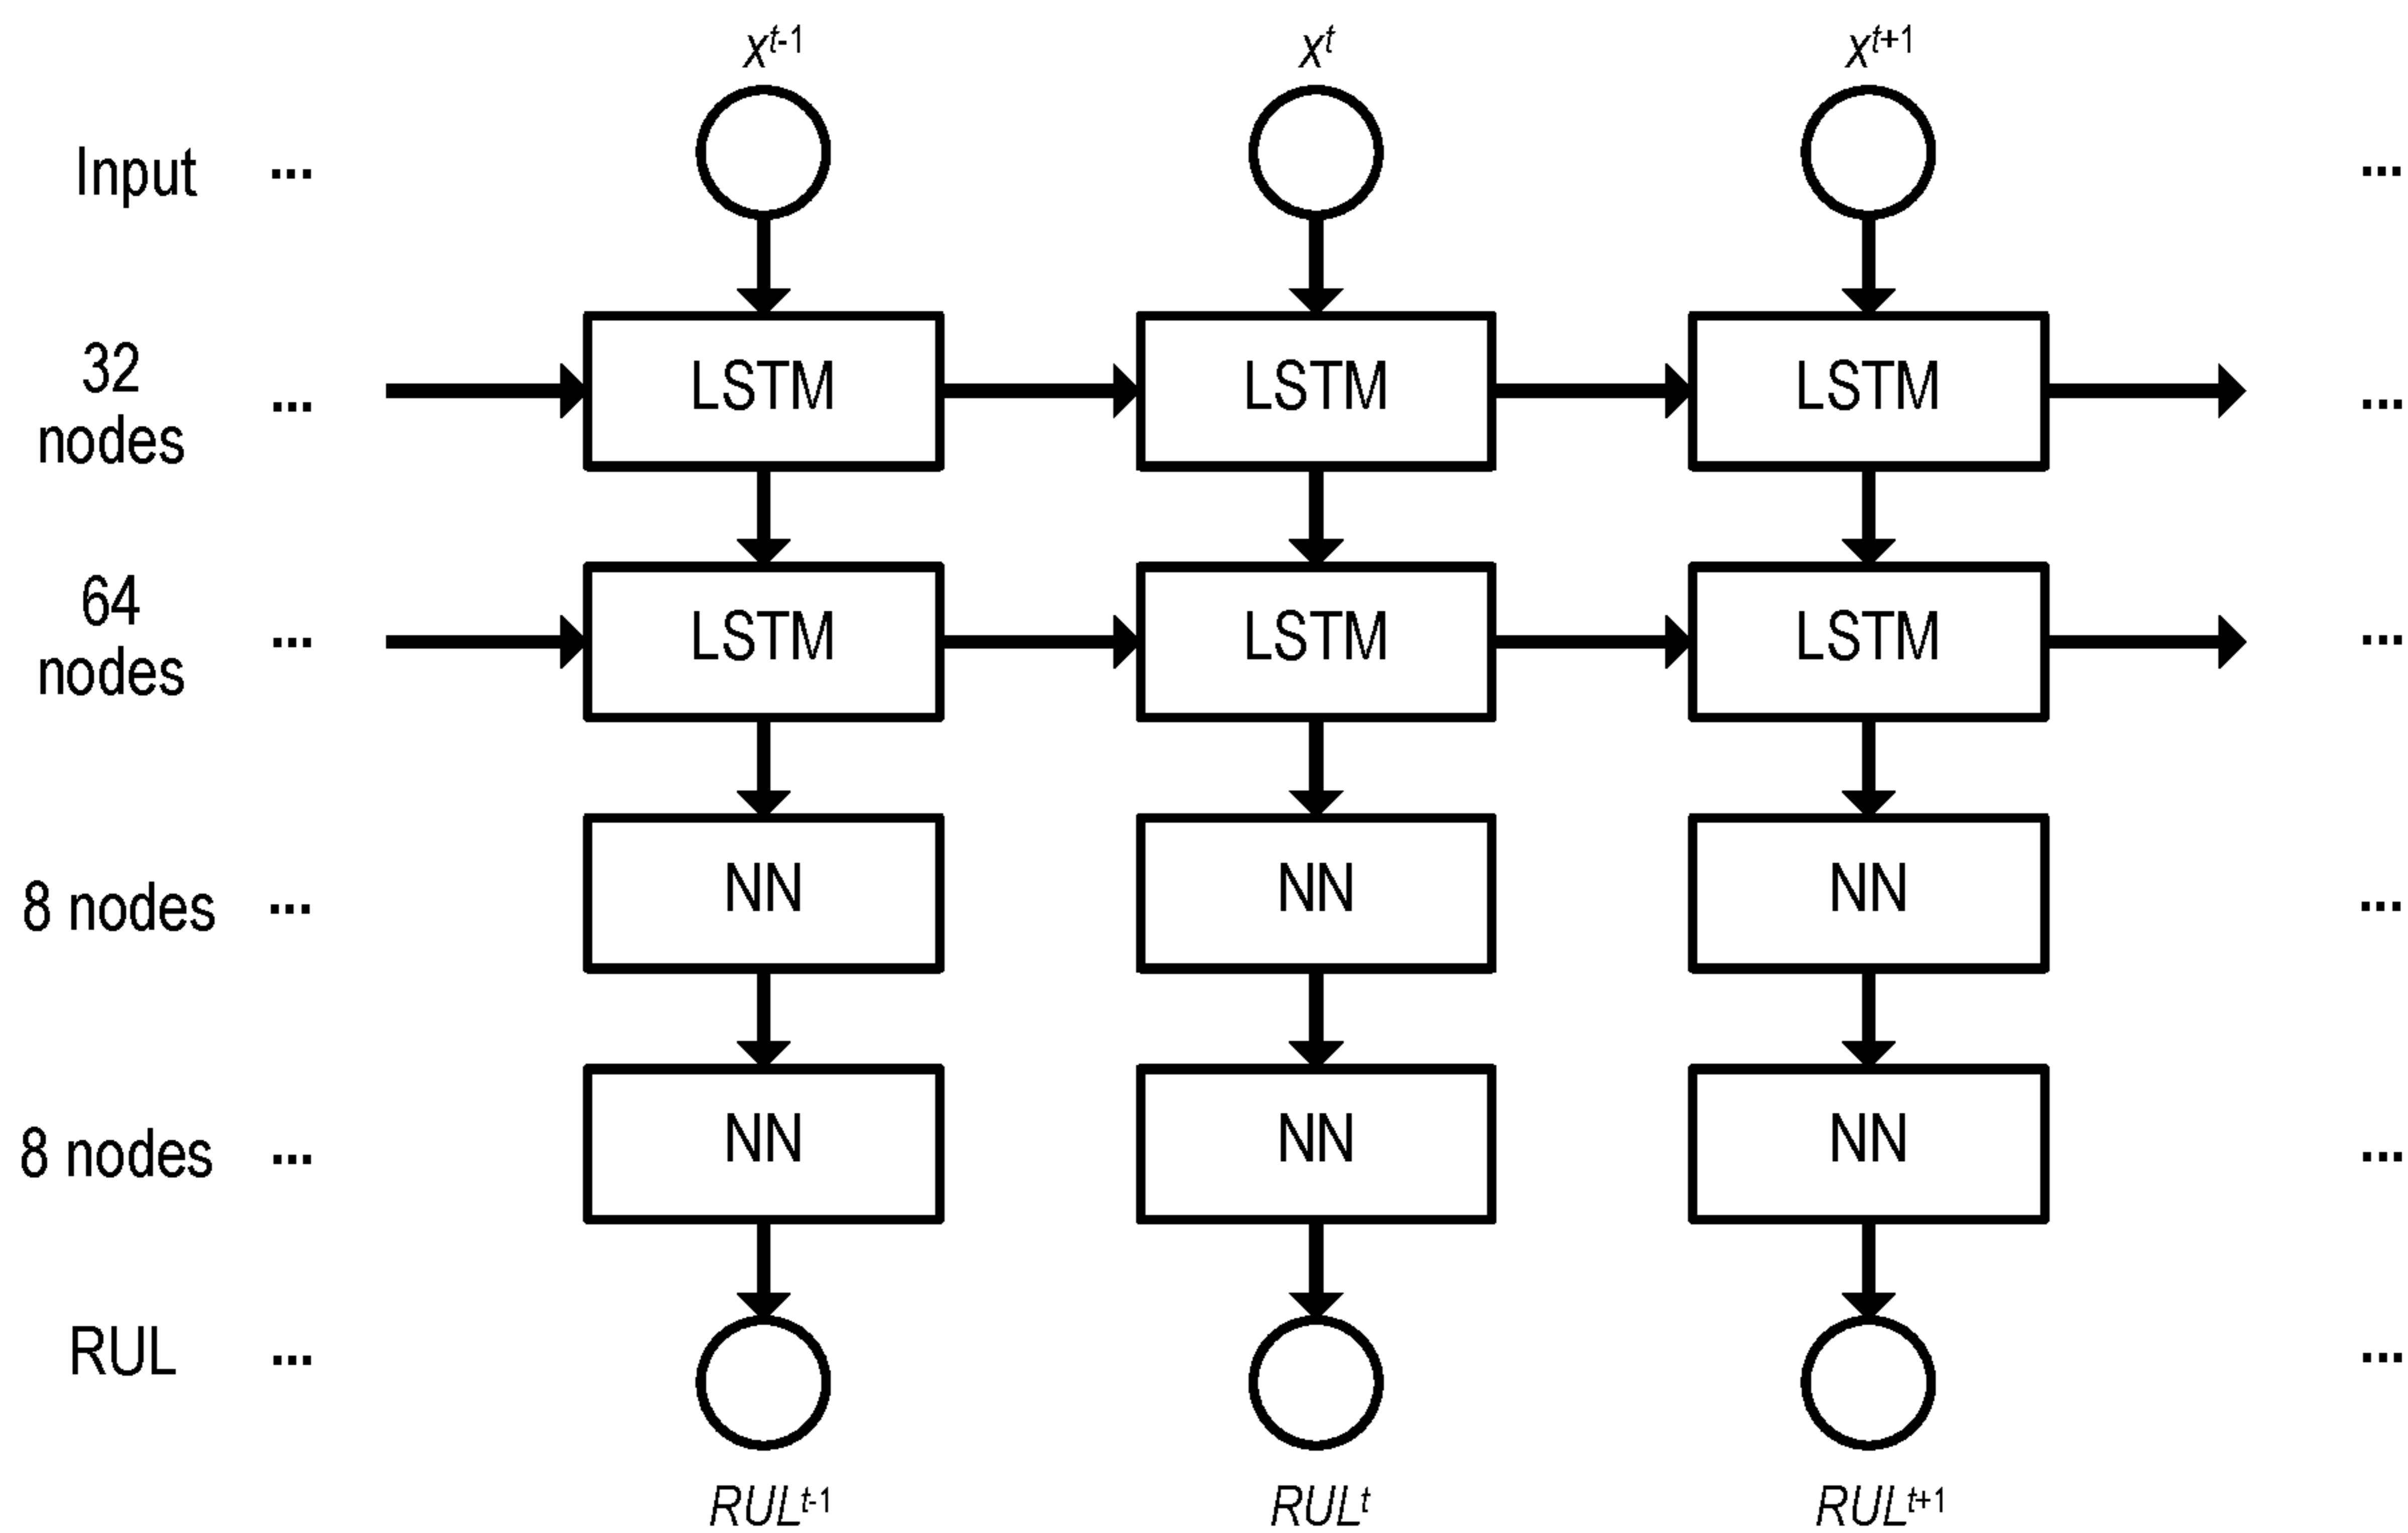 x^{t-1} x^t x^{t+1}
Input ... ...
32
nodes
... LSTM LSTM LSTM ...
64
nodes
... LSTM LSTM LSTM ...
8 nodes ... NN NN NN ...
8 nodes ... NN NN NN ...
RUL ... ...
RUL^{t-1} RUL^t RUL^{t+1}